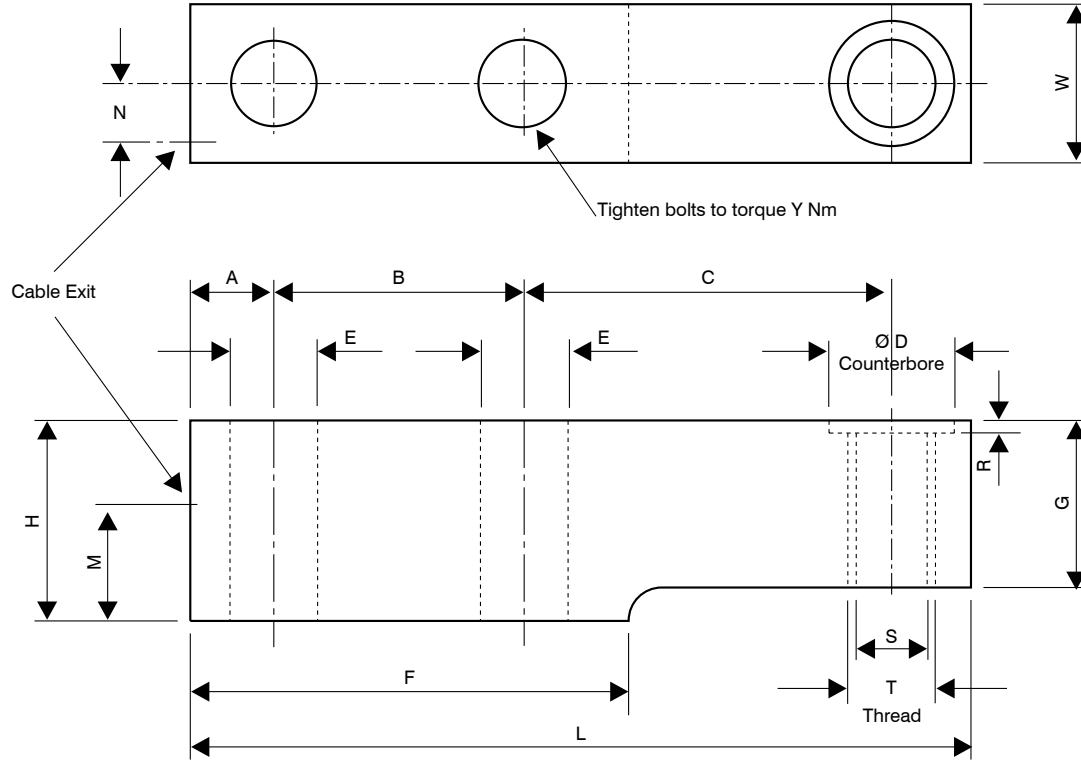 N
W
Tighten bolts to torque Y Nm
Cable Exit
A
B
C
E
E
Ø D
Counterbore
H
M
R
G
S
F
T
Thread
L